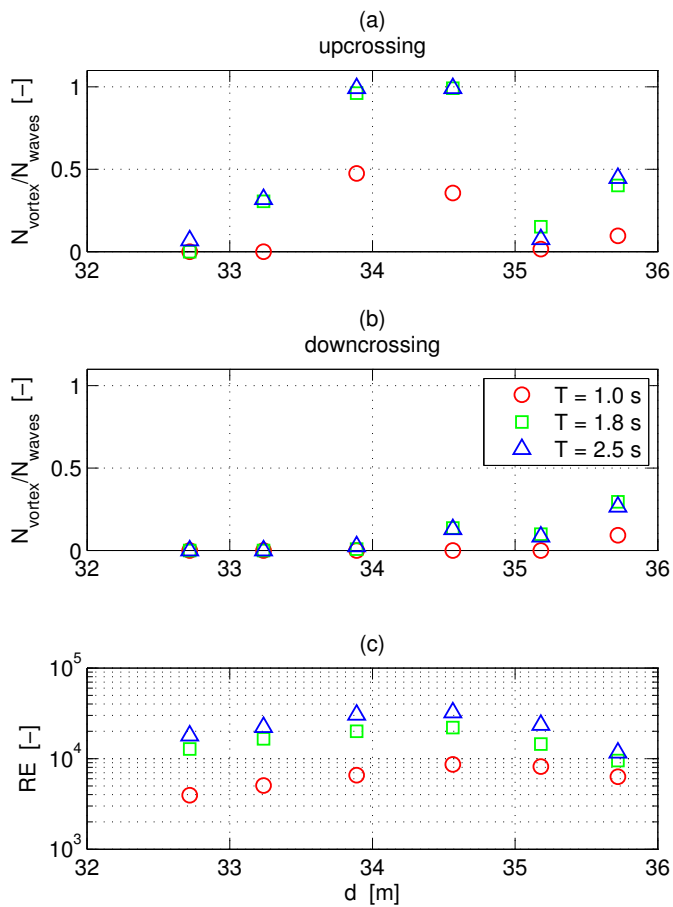 (a)
upcrossing
1
0.5
0
N_vortex/N_waves [-]
32 33 34 35 36
(b)
downcrossing
1
0.5
0
N_vortex/N_waves [-]
T = 1.0 s
T = 1.8 s
T = 2.5 s
32 33 34 35 36
(c)
10^5
10^4
10^3
RE [-]
32 33 34 35 36
d [m]